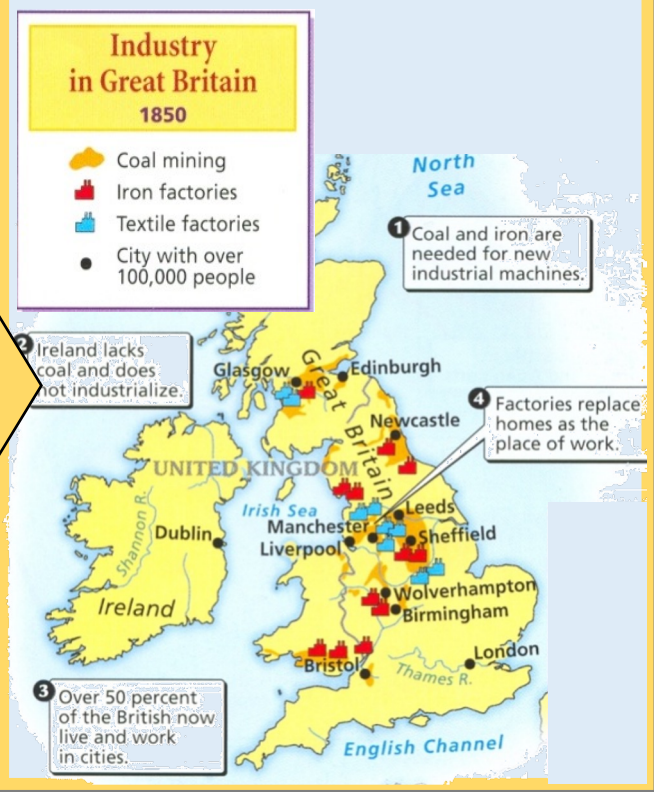 Industry
in Great Britain
1850
Coal mining
Iron factories
Textile factories
City with over
100,000 people
North
Sea
1 Coal and iron are
needed for new
industrial machines.
2 Ireland lacks
coal and does
not industrialize.
Glasgow
Edinburgh
Great Britain
4 Factories replace
homes as the
place of work.
Newcastle
UNITED KINGDOM
Irish Sea
Leeds
Manchester
Sheffield
Liverpool
Dublin
Shannon R.
Ireland
Wolverhampton
Birmingham
London
Bristol
Thames R.
3 Over 50 percent
of the British now
live and work
in cities.
English Channel